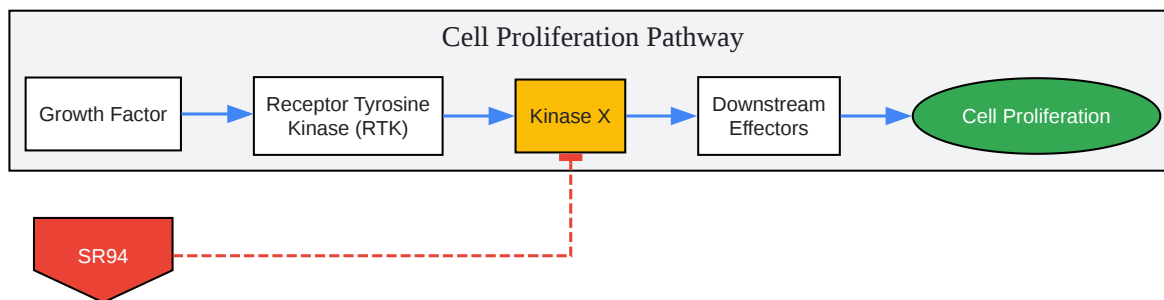 Cell Proliferation Pathway
Growth Factor
Receptor Tyrosine
Kinase (RTK)
Kinase X
Downstream
Effectors
Cell Proliferation
SR94